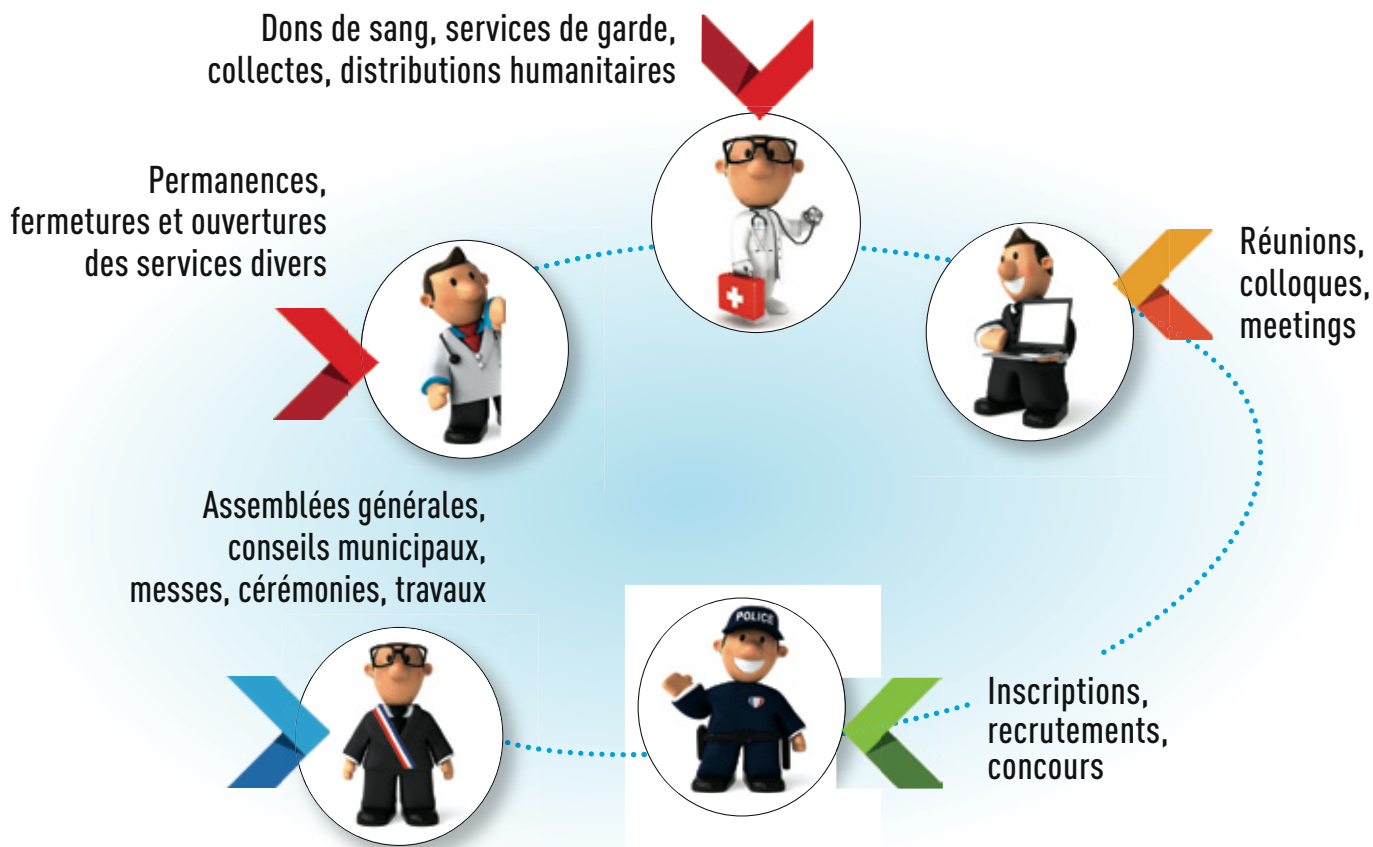 Dons de sang, services de garde,
collectes, distributions humanitaires
Permanences,
fermetures et ouvertures
des services divers
Réunions,
colloques,
meetings
Assemblées générales,
conseils municipaux,
messes, cérémonies, travaux
POLICE
Inscriptions,
recrutements,
concours